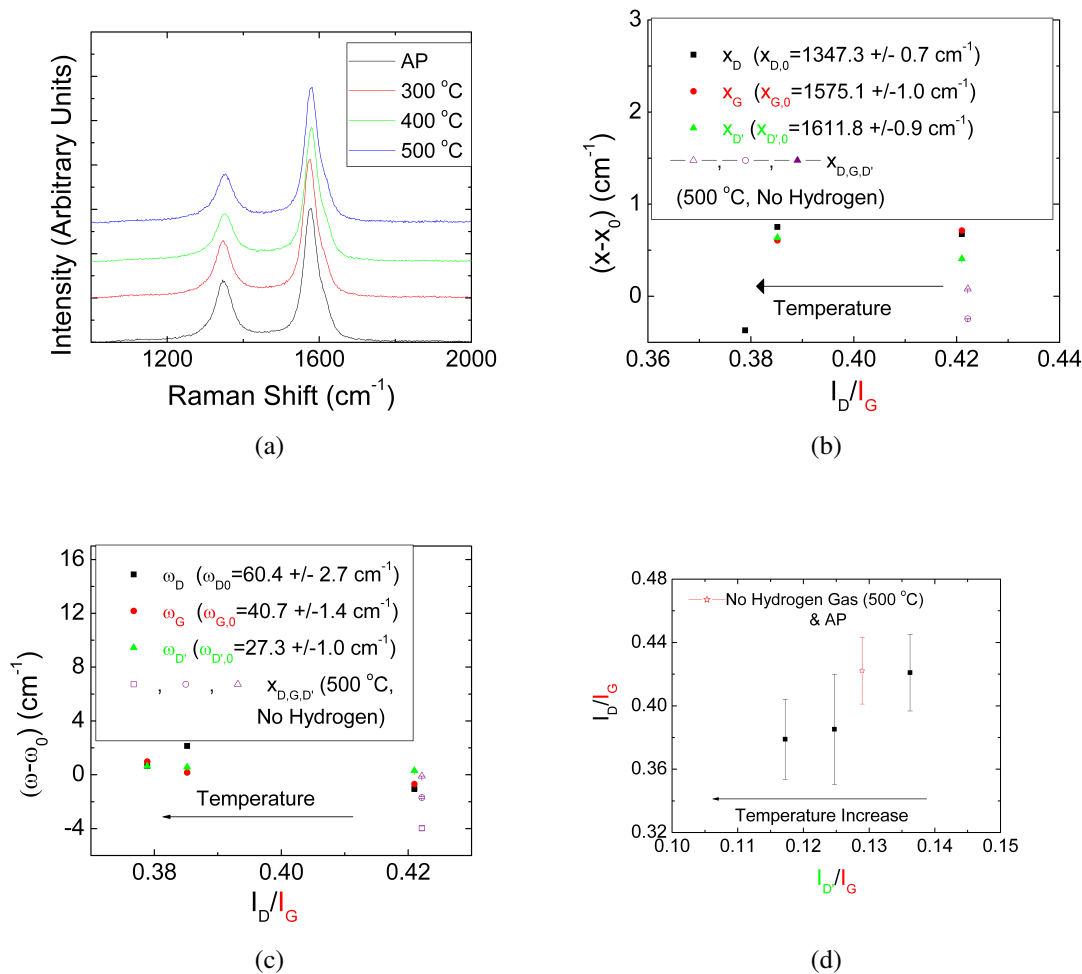 AP
300 °C
400 °C
500 °C
Intensity (Arbitrary Units)
1200 1600 2000
Raman Shift (cm⁻¹)
(a)
x_D (x_D,0=1347.3 +/- 0.7 cm⁻¹)
x_G (x_G,0=1575.1 +/-1.0 cm⁻¹)
x_D' (x_D',0=1611.8 +/-0.9 cm⁻¹)
, , x_D,G,D'
(500 °C, No Hydrogen)
3
2
1
0
(x-x₀) (cm⁻¹)
Temperature
0.36 0.38 0.40 0.42 0.44
I_D/I_G
(b)
ω_D (ω_D0=60.4 +/- 2.7 cm⁻¹)
ω_G (ω_G,0=40.7 +/-1.4 cm⁻¹)
ω_D' (ω_D',0=27.3 +/-1.0 cm⁻¹)
, , x_D,G,D' (500 °C,
No Hydrogen)
16
12
8
4
0
-4
(ω-ω₀) (cm⁻¹)
Temperature
0.38 0.40 0.42
I_D/I_G
(c)
No Hydrogen Gas (500 °C)
& AP
0.48
0.44
0.40
0.36
0.32
I_D/I_G
Temperature Increase
0.10 0.11 0.12 0.13 0.14 0.15
I_D'/I_G
(d)